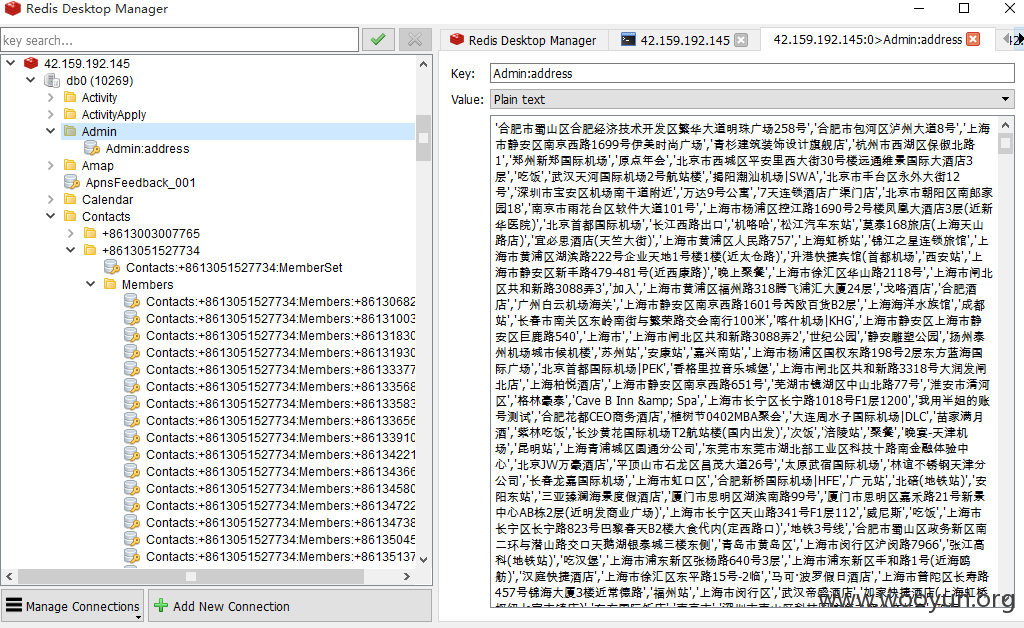 Redis Desktop Manager
key search...
42.159.192.145
db0 (10269)
Activity
ActivityApply
Admin
Admin:address
Amap
ApnsFeedback_001
Calendar
Contacts
+8613003007765
+8613051527734
Contacts:+8613051527734:MemberSet
Members
Contacts:+8613051527734:Members:+86130682
Contacts:+8613051527734:Members:+86131003
Contacts:+8613051527734:Members:+86131830
Contacts:+8613051527734:Members:+86131930
Contacts:+8613051527734:Members:+86133377
Contacts:+8613051527734:Members:+86133568
Contacts:+8613051527734:Members:+86133583
Contacts:+8613051527734:Members:+86133656
Contacts:+8613051527734:Members:+86133910
Contacts:+8613051527734:Members:+86134221
Contacts:+8613051527734:Members:+86134366
Contacts:+8613051527734:Members:+86134580
Contacts:+8613051527734:Members:+86134722
Contacts:+8613051527734:Members:+86134738
Contacts:+8613051527734:Members:+86135045
Contacts:+8613051527734:Members:+86135137
Manage Connections
Add New Connection
Redis Desktop Manager
42.159.192.145
42.159.192.145:0>Admin:address
Key:
Admin:address
Value:
Plain text
'合肥市蜀山区合肥经济技术开发区繁华大道明珠广场258号','合肥市包河区泸州大道8号','上海
市静安区南京西路1699号伊美时尚广场','青杉建筑装饰设计旗舰店','杭州市西湖区保俶北路
1','郑州新郑国际机场','原点年会','北京市西城区平安里西大街30号楼远通维景国际大酒店3
层','吃饭','武汉天河国际机场2号航站楼','揭阳潮汕机场|SWA','北京市丰台区永外大街12
号','深圳市宝安区机场南干道附近','万达9号公寓','7天连锁酒店广渠门店','北京市朝阳区南郎家
园18','南京市雨花台区软件大道101号','上海市杨浦区控江路1690号2号楼凤凰大酒店3层(近新
华医院)','北京首都国际机场','长江西路出口','机咯哈','松江汽车东站','莫泰168旅店(上海天山
路店)','宜必思酒店(天竺大街)','上海市黄浦区人民路757','上海虹桥站','锦江之星连锁旅馆','上
海市黄浦区湖滨路222号企业天地1号楼1楼(近太仓路)','升港快捷宾馆(首都机场','西安站','上
海市静安区新丰路479-481号(近西康路)','晚上聚餐','上海市徐汇区华山路2118号','上海市闸北
区共和新路3088弄3','加入','上海市黄浦区福州路318腾飞浦汇大厦24层','戈咯酒店','合肥酒
店','广州白云机场海关','上海市静安区南京西路1601号芮欧百货B2层','上海海洋水族馆','成都
站','长春市南关区东岭南街与繁荣路交会南行100米','喀什机场|KHG','上海市静安区上海市静
安区巨鹿路540','上海市','上海市闸北区共和新路3088弄2','世纪公园','静安雕塑公园','扬州泰
州机场城市候机楼','苏州站','安康站','嘉兴南站','上海市杨浦区国权东路198号2层东方蓝海国
际广场','北京首都国际机场|PEK','香格里拉音乐城堡','上海市闸北区共和新路3318号大润发闸
北店','上海柏悦酒店','上海市静安区南京西路651号','芜湖市镜湖区中山北路77号','淮安市清河
区','格林豪泰','Cave B Inn &amp; Spa','上海市长宁区长宁路1018号F1层1200','我用半姐的账
号测试','合肥花都CEO商务酒店','植树节0402MBA聚会','大连周水子国际机场|DLC','苗家满月
酒','紫林吃饭','长沙黄花国际机场T2航站楼(国内出发)','次饭','涪陵站','聚餐','晚宴-天津机
场','昆明站','上海青浦城区圆通分公司','东莞市东莞市湖北部工业区科技十路南金融体验中
心','北京JW万豪酒店','平顶山市石龙区昌茂大道26号','太原武宿国际机场','林谊不锈钢天津分
公司','长春龙嘉国际机场','上海市虹口区','合肥新桥国际机场|HFE','广元站','北碚(地铁站)','安
阳东站','三亚臻澜海景度假酒店','厦门市思明区湖滨南路99号','厦门市思明区嘉禾路21号新景
中心AB栋2层(近明发商业广场)','上海市长宁区天山路341号F1层112','威尼斯','吃饭','上海
市长宁区长宁路823号巴黎春天B2楼大食代内(定西路口)','地铁3号线','合肥市蜀山区政务新区南
二环与潜山路交口天鹅湖银泰城三楼东侧','青岛市黄岛区','上海市闵行区沪闵路7966','张江高
科(地铁站)','吃汉堡','上海市浦东新区张杨路640号3层','上海市浦东新区手和路1号(近海鸥
舫)','汉庭快捷酒店','上海市徐汇区东平路15号-2临','马可·波罗假日酒店','上海市普陀区长寿路
457号锦海大厦3楼近常德路','福州站','上海市闵行区','武汉帝盛酒店','如家快捷酒店(上海虹桥
www.wooyun.org